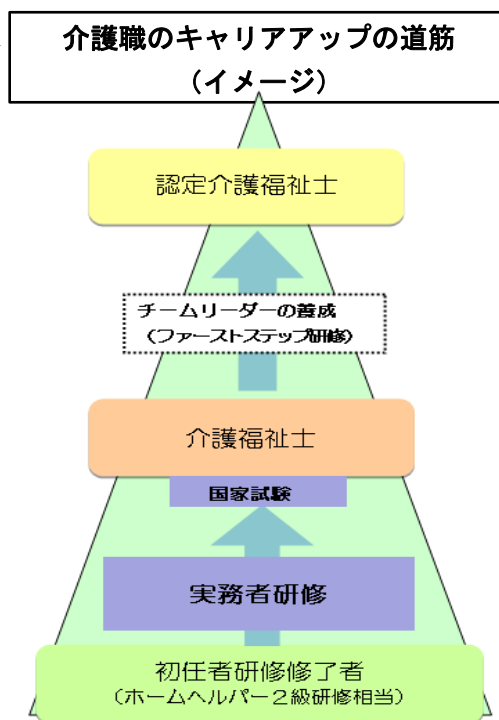 介護職のキャリアアップの道筋
（イメージ）
認定介護福祉士
チームリーダーの養成
（ファーストステップ研修）
介護福祉士
国家試験
実務者研修
初任者研修修了者
（ホームヘルパー２級研修相当）